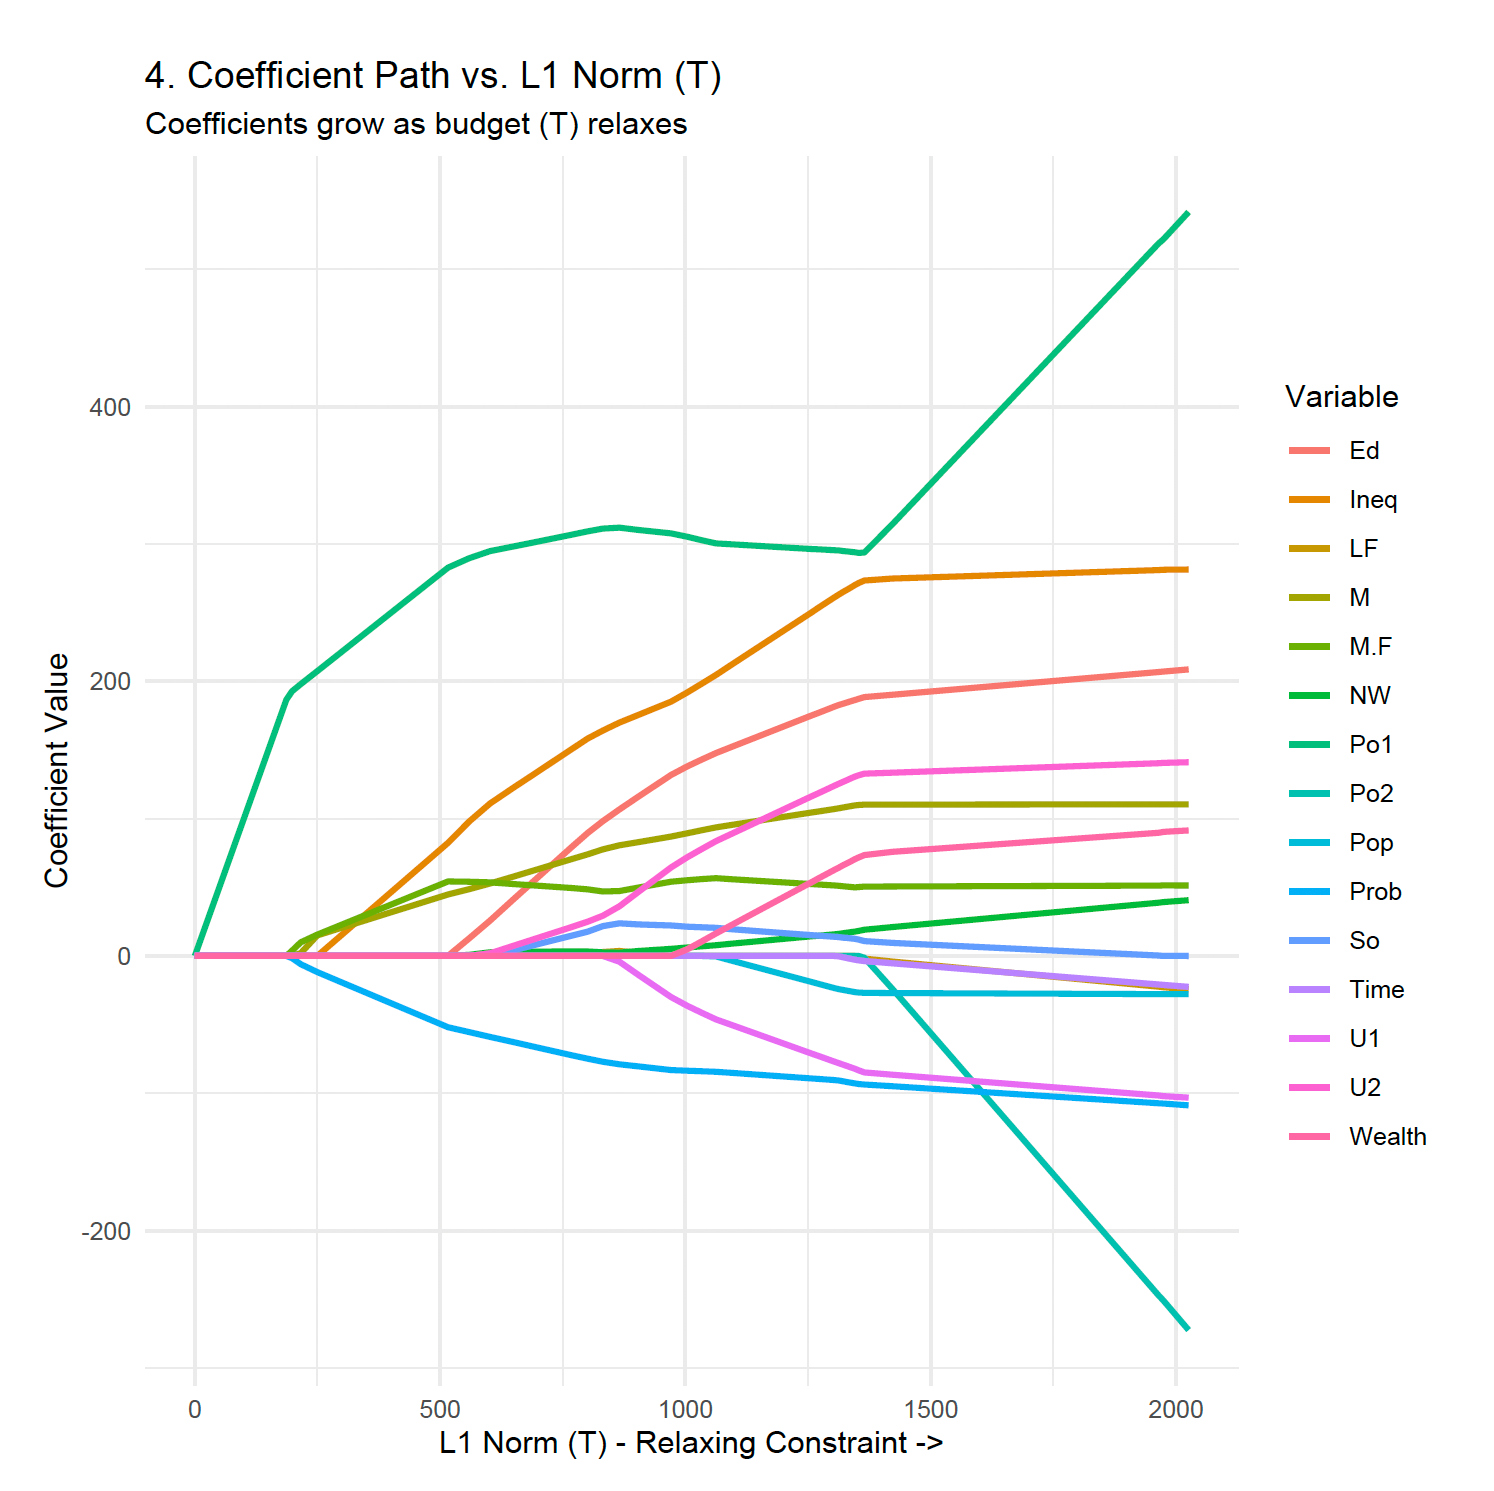 4. Coefficient Path vs. L1 Norm (T)
Coefficients grow as budget (T) relaxes
Coefficient Value
400
200
0
-200
0
500
1000
1500
2000
L1 Norm (T) - Relaxing Constraint ->
Variable
Ed
Ineq
LF
M
M.F
NW
Po1
Po2
Pop
Prob
So
Time
U1
U2
Wealth